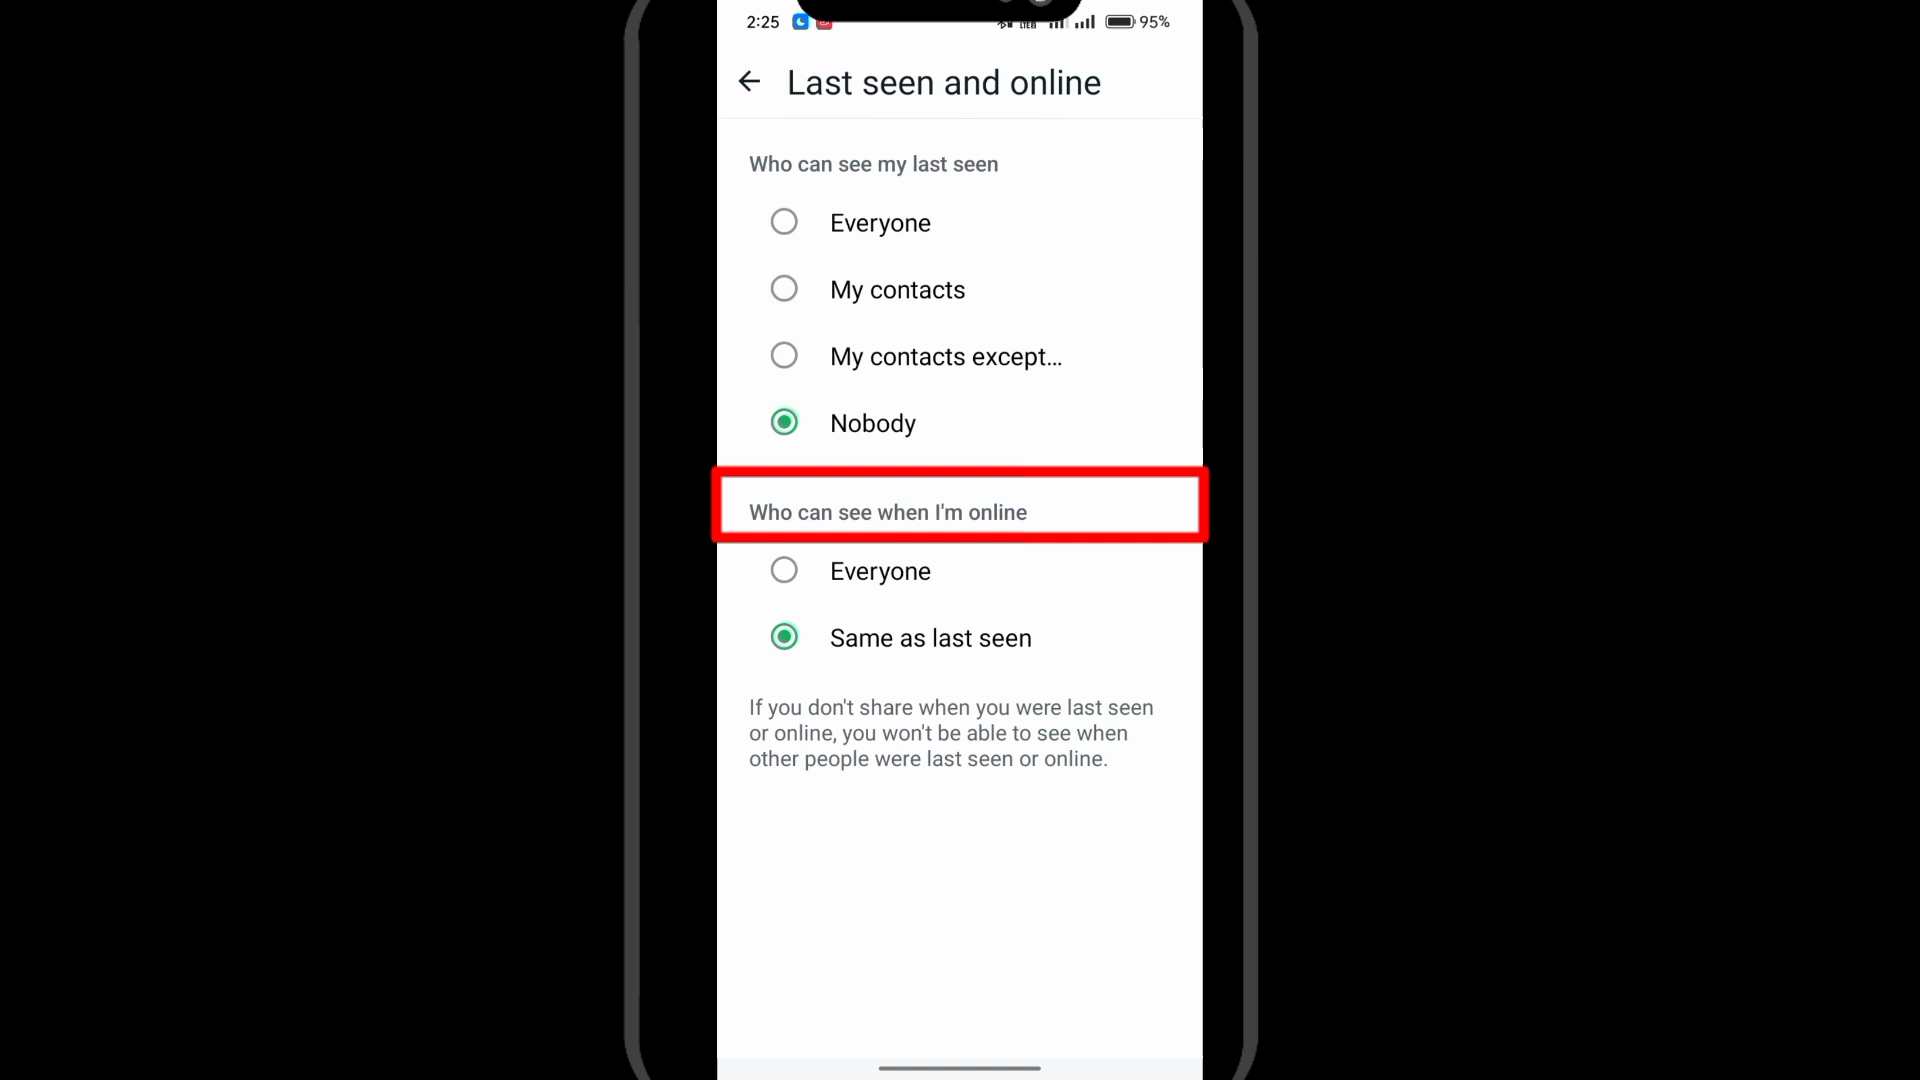 2:25 95%
Last seen and online
Who can see my last seen
Everyone
My contacts
My contacts except...
Nobody
Who can see when I'm online
Everyone
Same as last seen
If you don't share when you were last seen
or online, you won't be able to see when
other people were last seen or online.